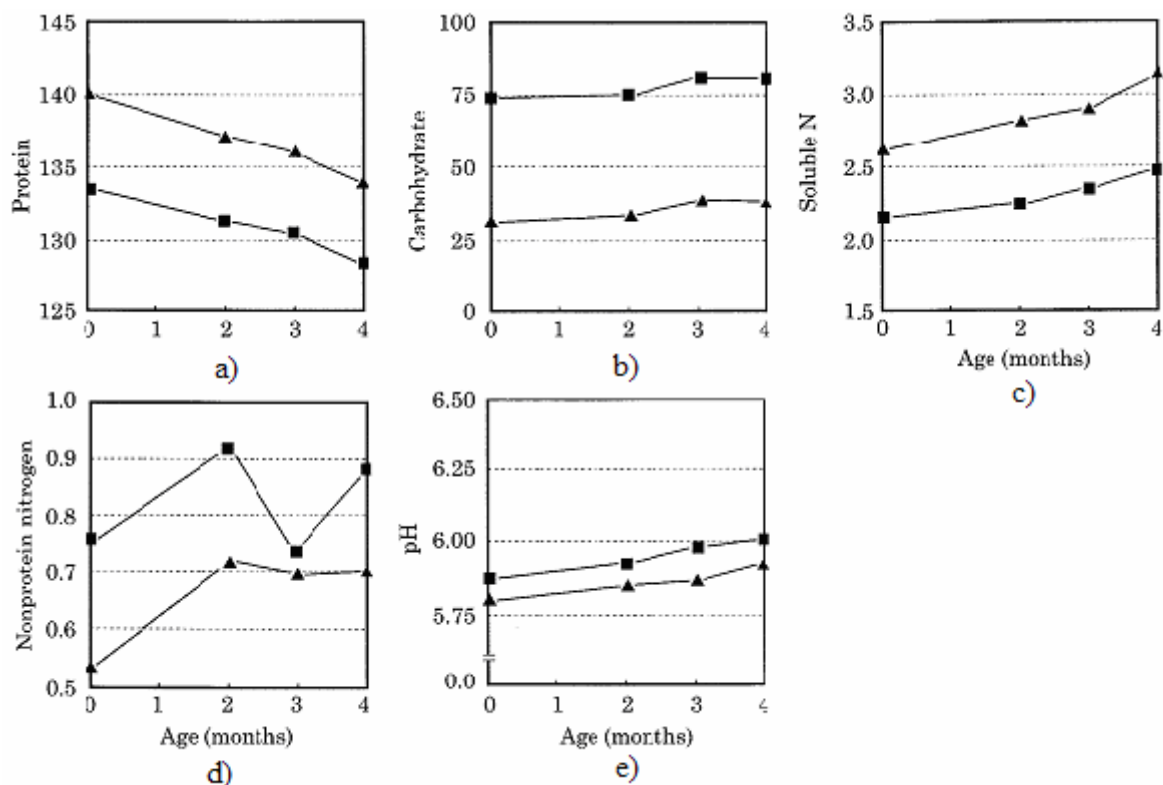 Protein
145
140
135
130
125
0 1 2 3 4
a)
Carbohydrate
100
75
50
25
0
0 1 2 3 4
b)
Soluble N
3.5
3.0
2.5
2.0
1.5
0 1 2 3 4
Age (months)
c)
Nonprotein nitrogen
1.0
0.9
0.8
0.7
0.6
0.5
0 1 2 3 4
Age (months)
d)
pH
6.50
6.25
6.00
5.75
0.0
0 1 2 3 4
Age (months)
e)